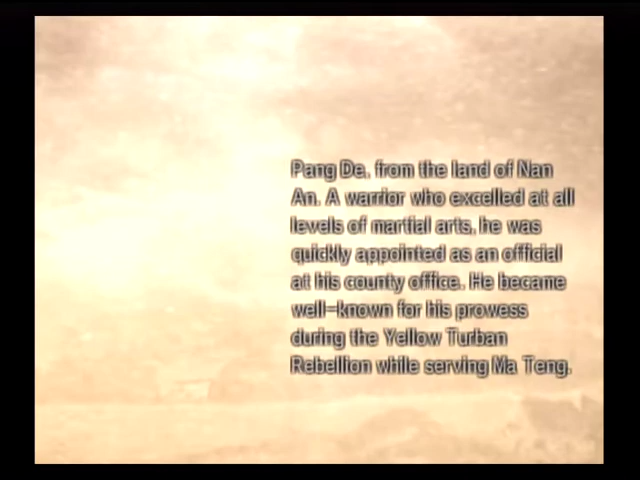 Pang De, from the land of Nan
An. A warrior who excelled at all
levels of martial arts, he was
quickly appointed as an official
at his county office. He became
well-known for his prowess
during the Yellow Turban
Rebellion while serving Ma Teng.